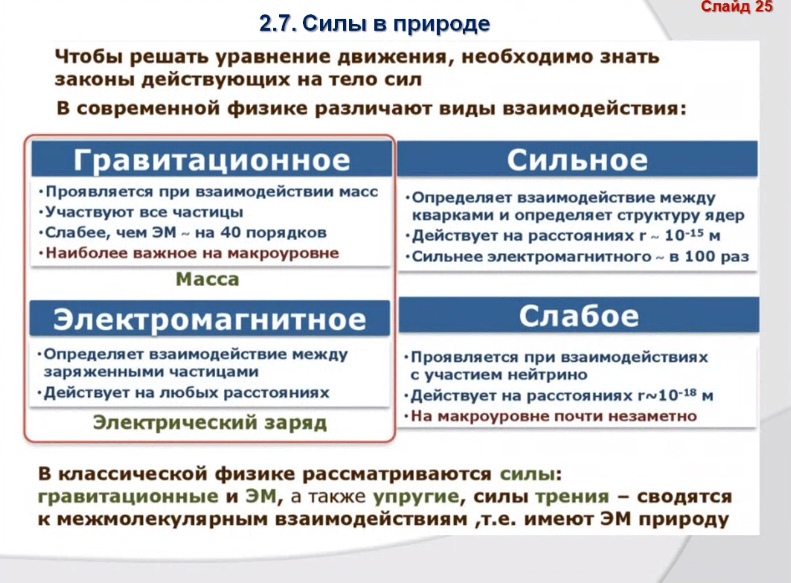 Слайд 25
2.7. Силы в природе
Чтобы решать уравнение движения, необходимо знать
законы действующих на тело сил
В современной физике различают виды взаимодействия:
Гравитационное
•Проявляется при взаимодействии масс
•Участвуют все частицы
•Слабее, чем ЭМ ~ на 40 порядков
•Наиболее важное на макроуровне
Масса
Сильное
•Определяет взаимодействие между
кварками и определяет структуру ядер
•Действует на расстояниях r ~ 10⁻¹⁵ м
•Сильнее электромагнитного ~ в 100 раз
Электромагнитное
•Определяет взаимодействие между
заряженными частицами
•Действует на любых расстояниях
Электрический заряд
Слабое
•Проявляется при взаимодействиях
с участием нейтрино
•Действует на расстояниях r~10⁻¹⁸ м
•На макроуровне почти незаметно
В классической физике рассматриваются силы:
гравитационные и ЭМ, а также упругие, силы трения – сводятся
к межмолекулярным взаимодействиям ,т.е. имеют ЭМ природу